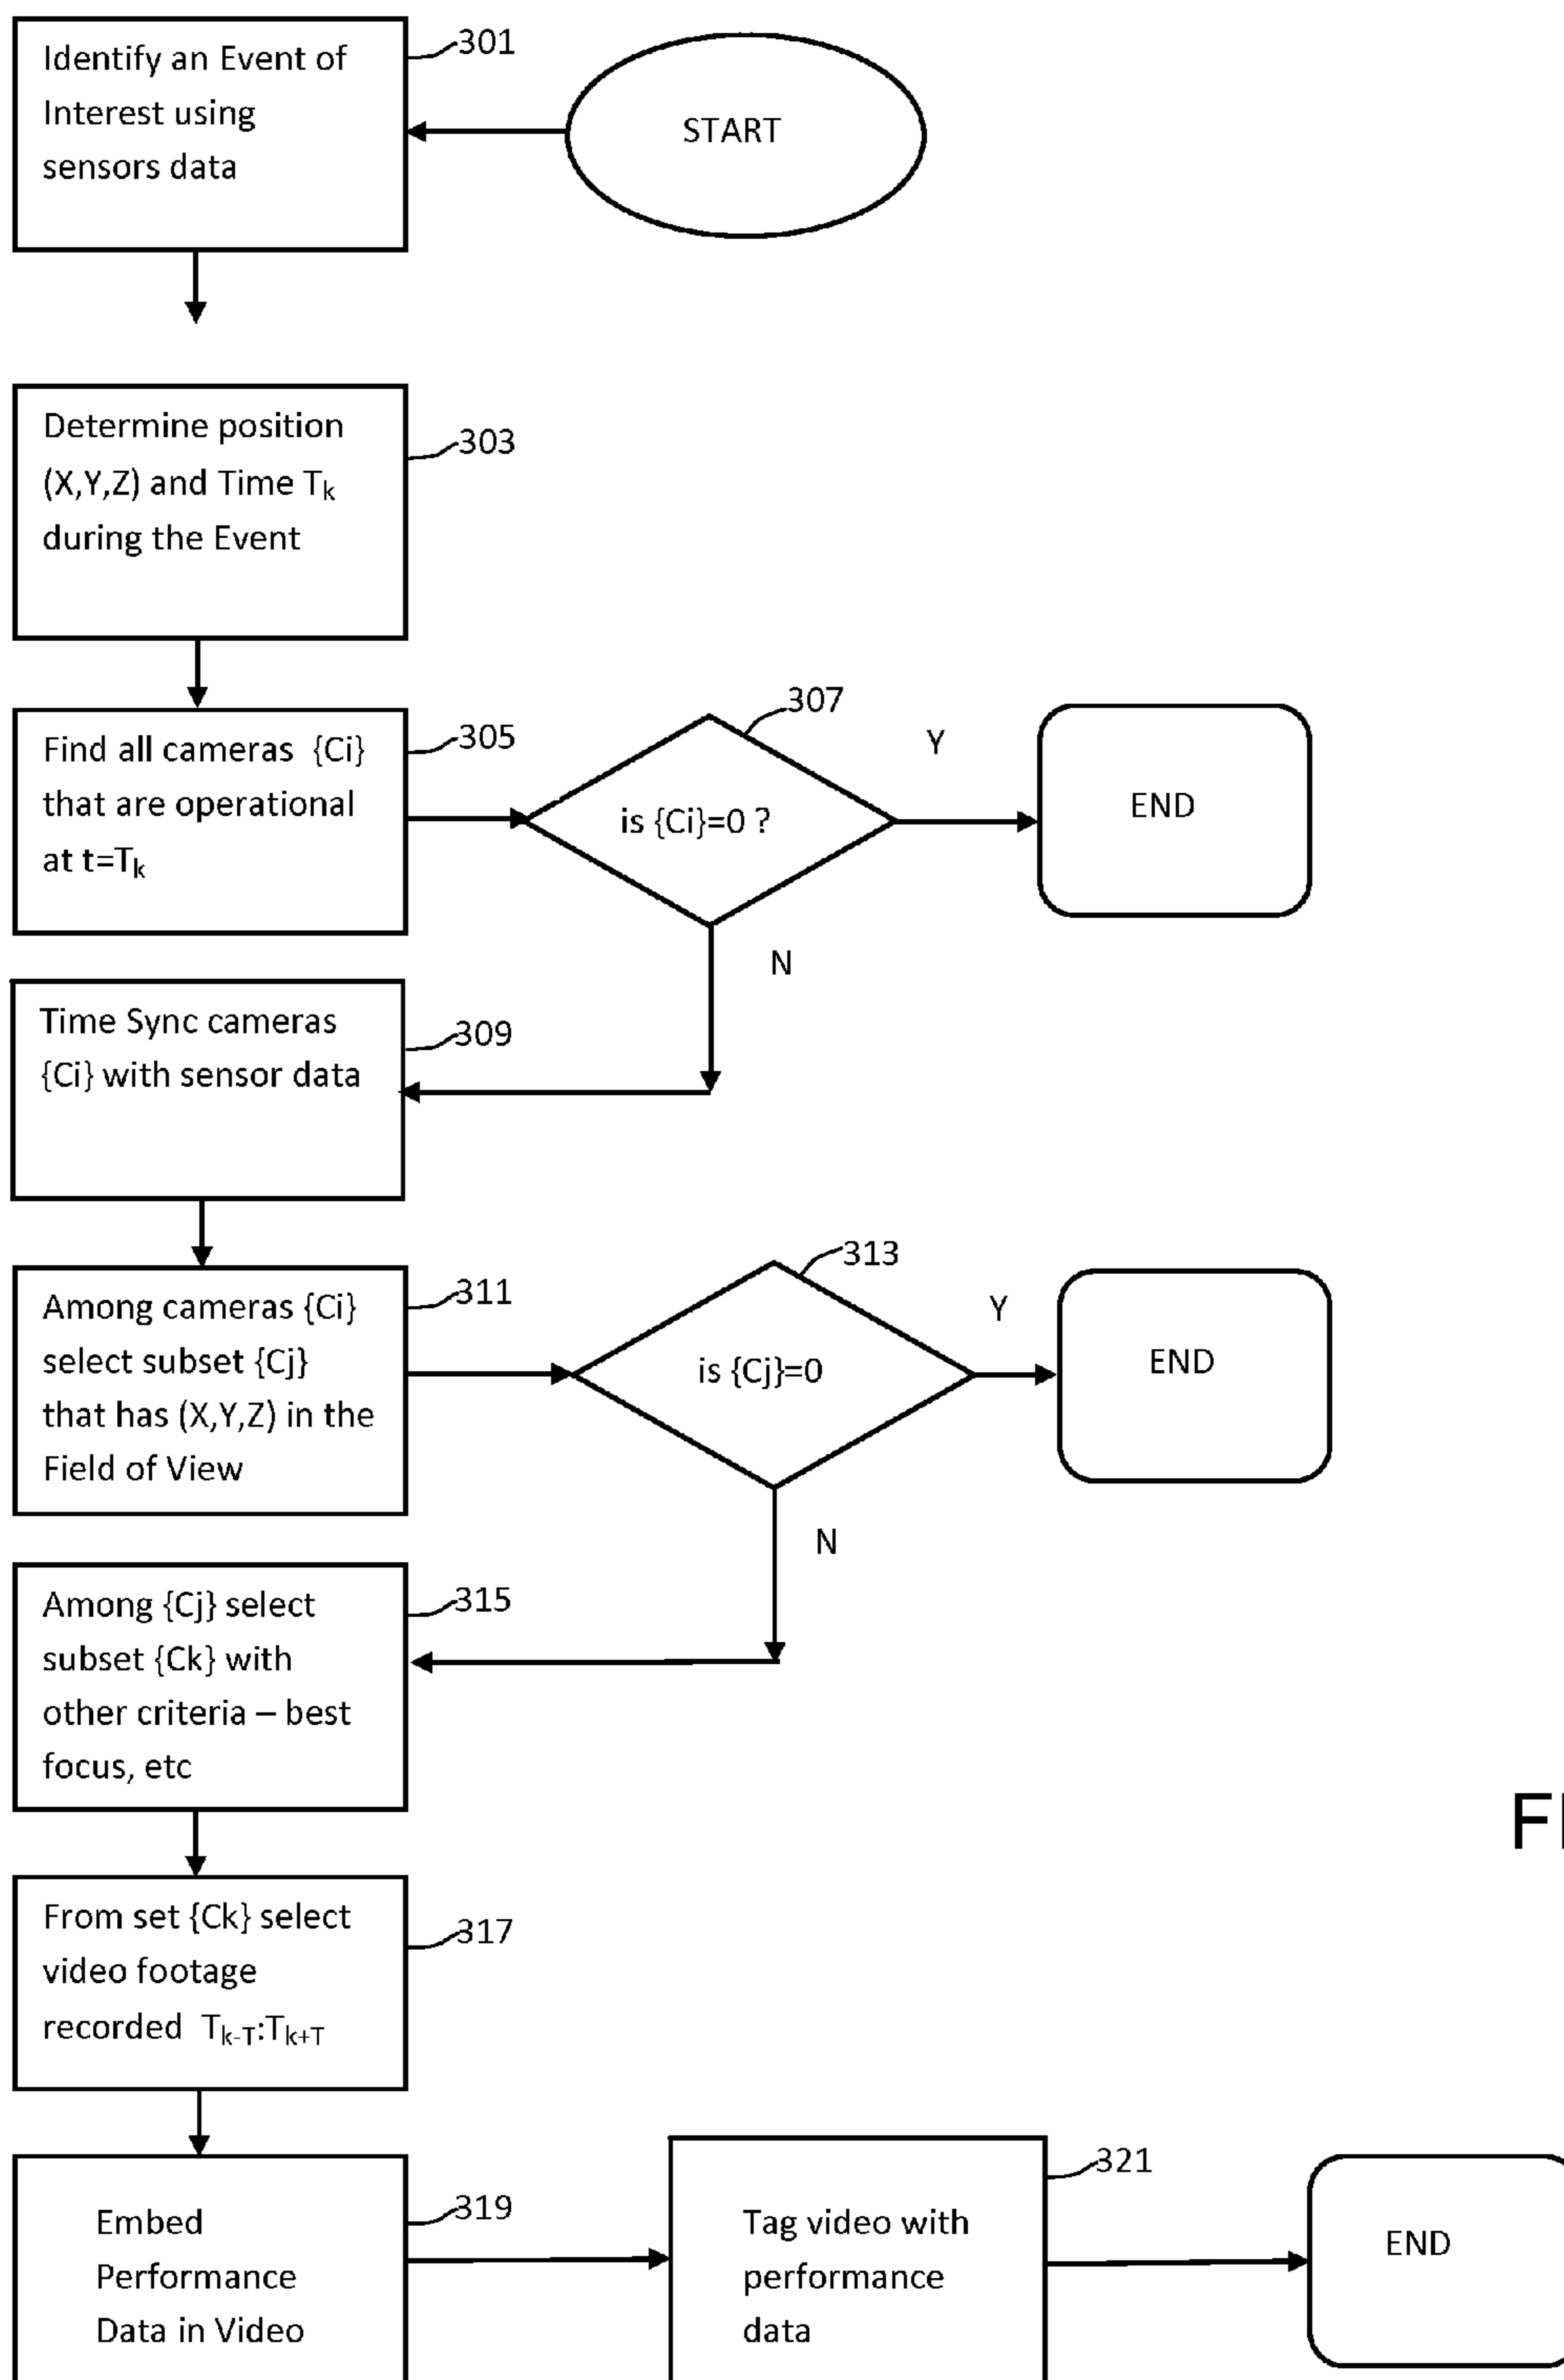 START
301
Identify an Event of
Interest using
sensors data
303
Determine position
(X,Y,Z) and Time Tk
during the Event
305
Find all cameras {Ci}
that are operational
at t=Tk
307
is {Ci}=0 ?
Y
END
N
309
Time Sync cameras
{Ci} with sensor data
311
Among cameras {Ci}
select subset {Cj}
that has (X,Y,Z) in the
Field of View
313
is {Cj}=0
Y
END
N
315
Among {Cj} select
subset {Ck} with
other criteria – best
focus, etc
317
From set {Ck} select
video footage
recorded Tk-T:Tk+T
319
Embed
Performance
Data in Video
321
Tag video with
performance
data
END